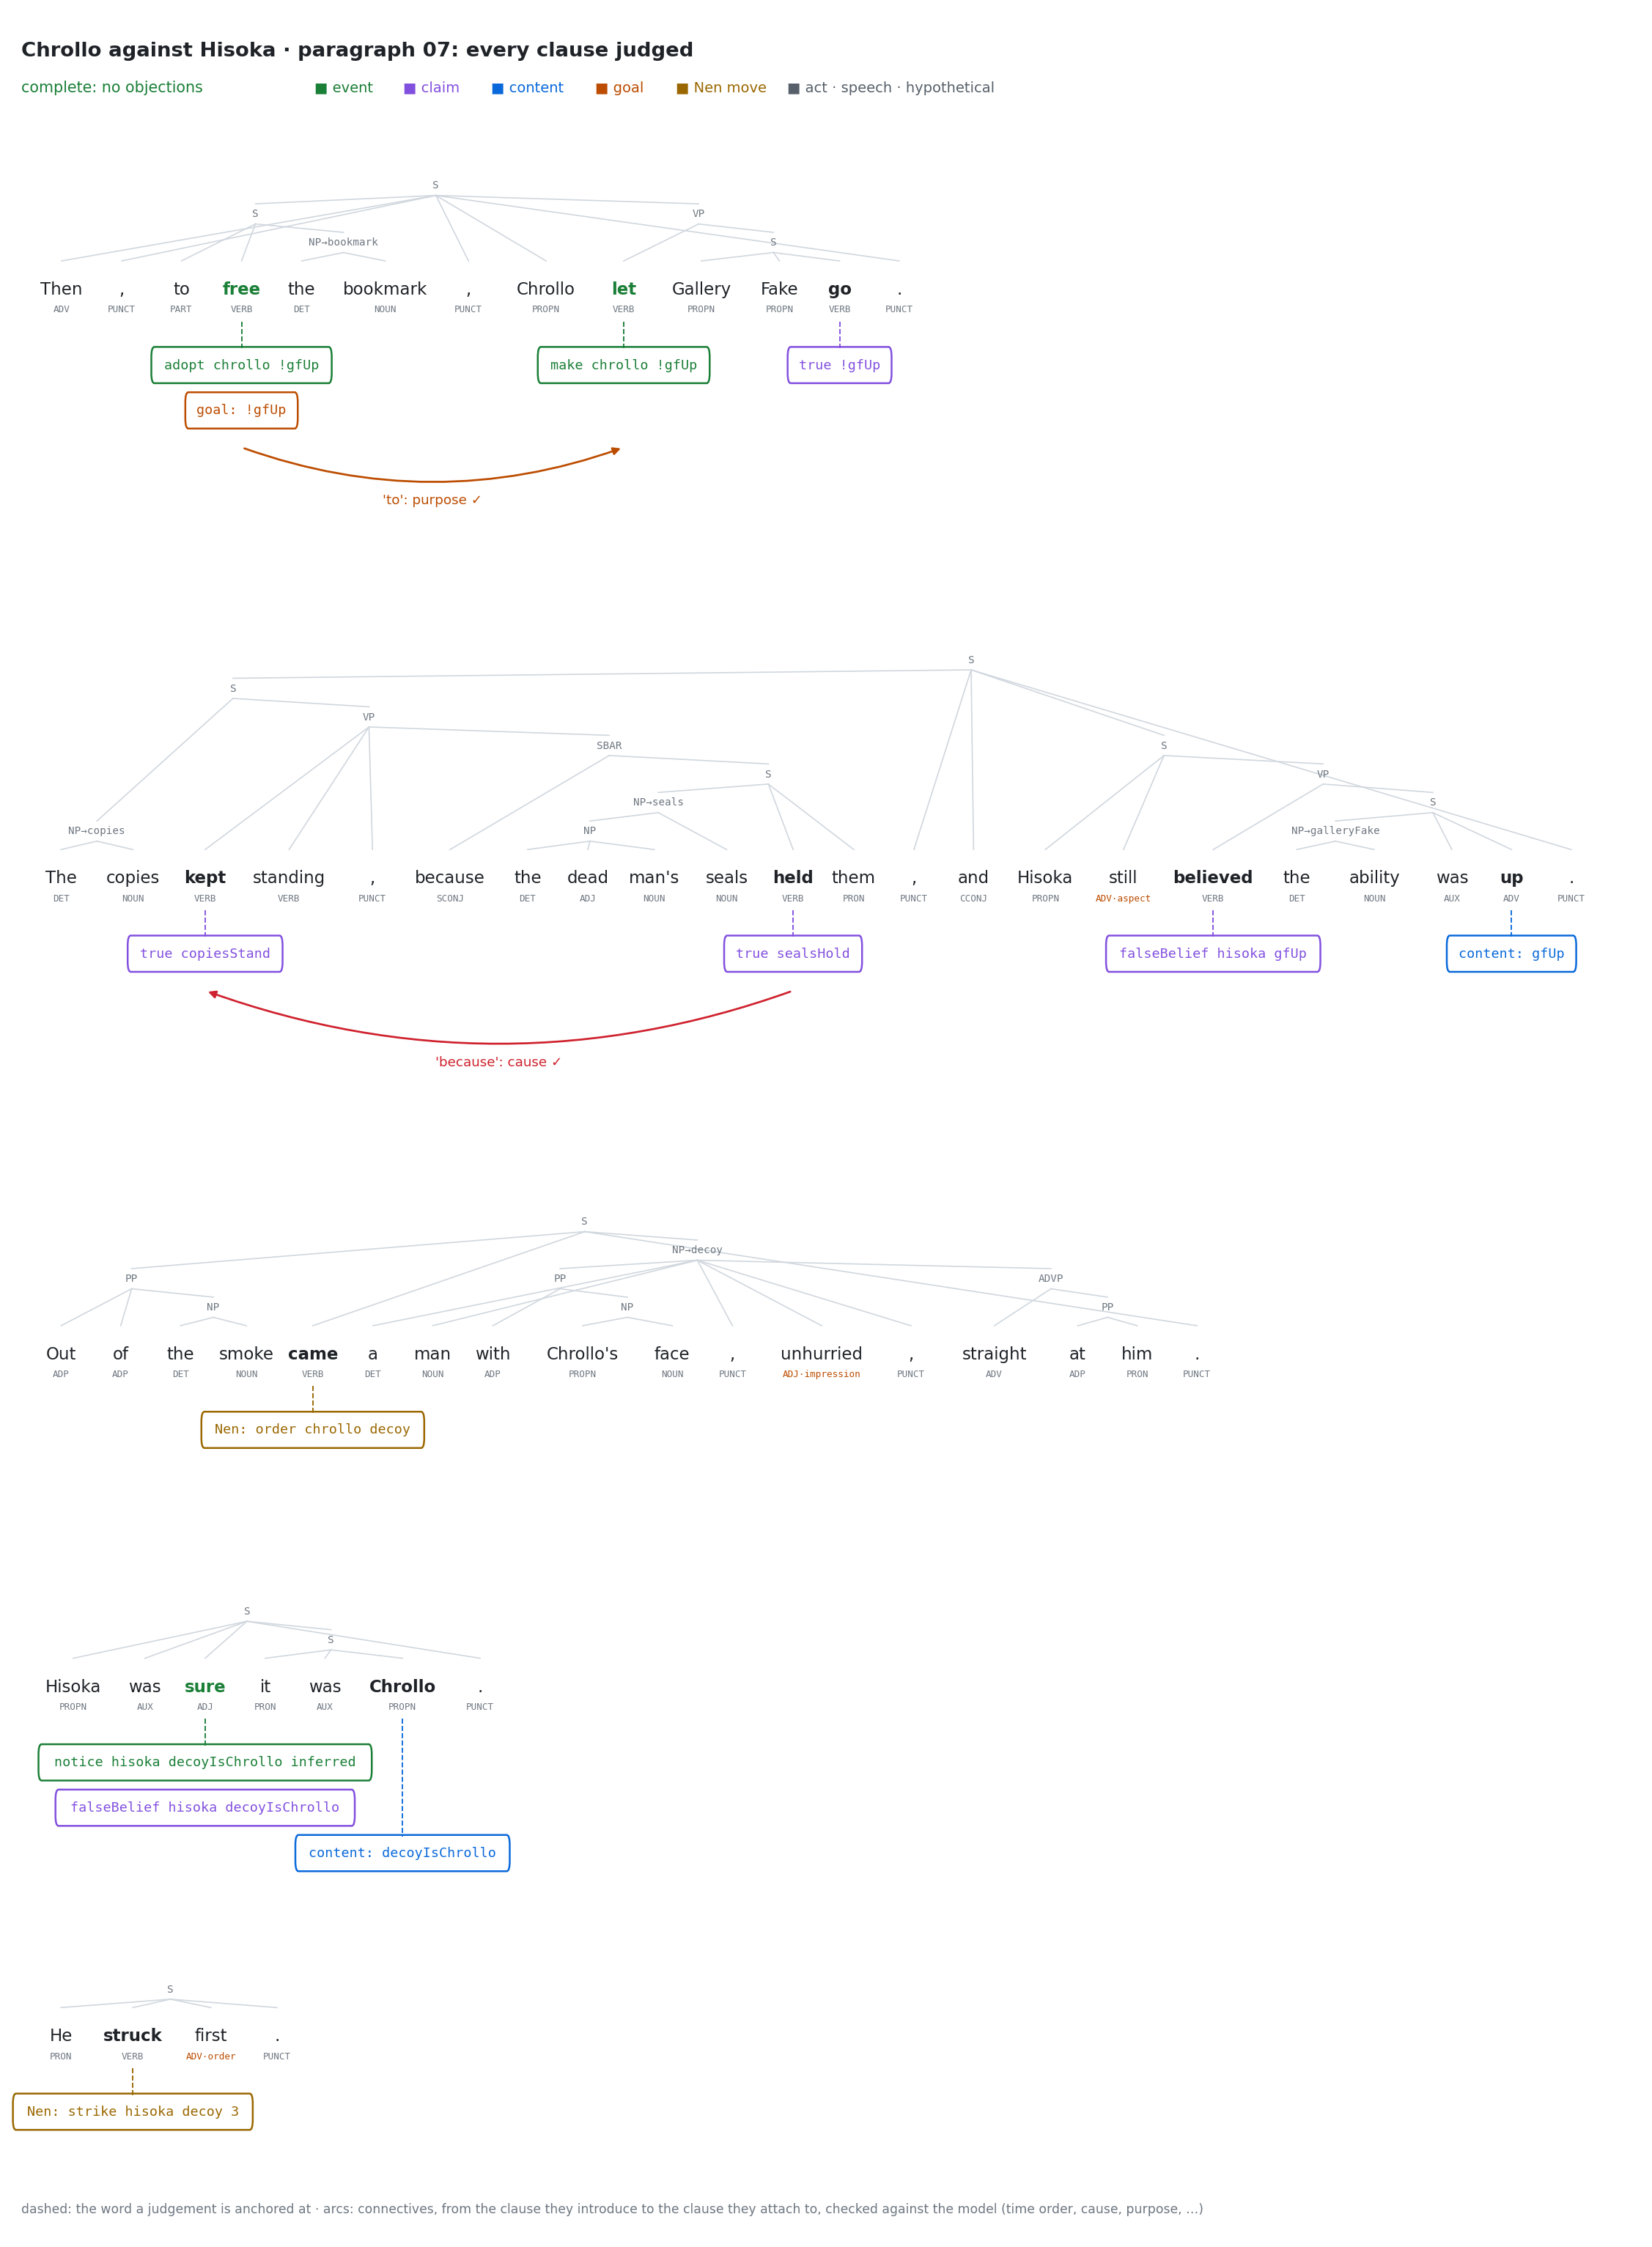 Chrollo against Hisoka · paragraph 07: every clause judged
complete: no objections ■ event ■ claim ■ content ■ goal ■ Nen move ■ act · speech · hypothetical
S
S VP
NP→bookmark S
Then , to free the bookmark , Chrollo let Gallery Fake go .
ADV PUNCT PART VERB DET NOUN PUNCT PROPN VERB PROPN PROPN VERB PUNCT
adopt chrollo !gfUp make chrollo !gfUp true !gfUp
goal: !gfUp
'to': purpose ✓
S
S
VP
SBAR S
S VP
NP→seals S
NP→copies NP NP→galleryFake
The copies kept standing , because the dead man's seals held them , and Hisoka still believed the ability was up .
DET NOUN VERB VERB PUNCT SCONJ DET ADJ NOUN NOUN VERB PRON PUNCT CCONJ PROPN ADV·aspect VERB DET NOUN AUX ADV PUNCT
true copiesStand true sealsHold falseBelief hisoka gfUp content: gfUp
'because': cause ✓
S
NP→decoy
PP PP ADVP
NP NP PP
Out of the smoke came a man with Chrollo's face , unhurried , straight at him .
ADP ADP DET NOUN VERB DET NOUN ADP PROPN NOUN PUNCT ADJ·impression PUNCT ADV ADP PRON PUNCT
Nen: order chrollo decoy
S
S
Hisoka was sure it was Chrollo .
PROPN AUX ADJ PRON AUX PROPN PUNCT
notice hisoka decoyIsChrollo inferred
falseBelief hisoka decoyIsChrollo
content: decoyIsChrollo
S
He struck first .
PRON VERB ADV·order PUNCT
Nen: strike hisoka decoy 3
dashed: the word a judgement is anchored at · arcs: connectives, from the clause they introduce to the clause they attach to, checked against the model (time order, cause, purpose, …)